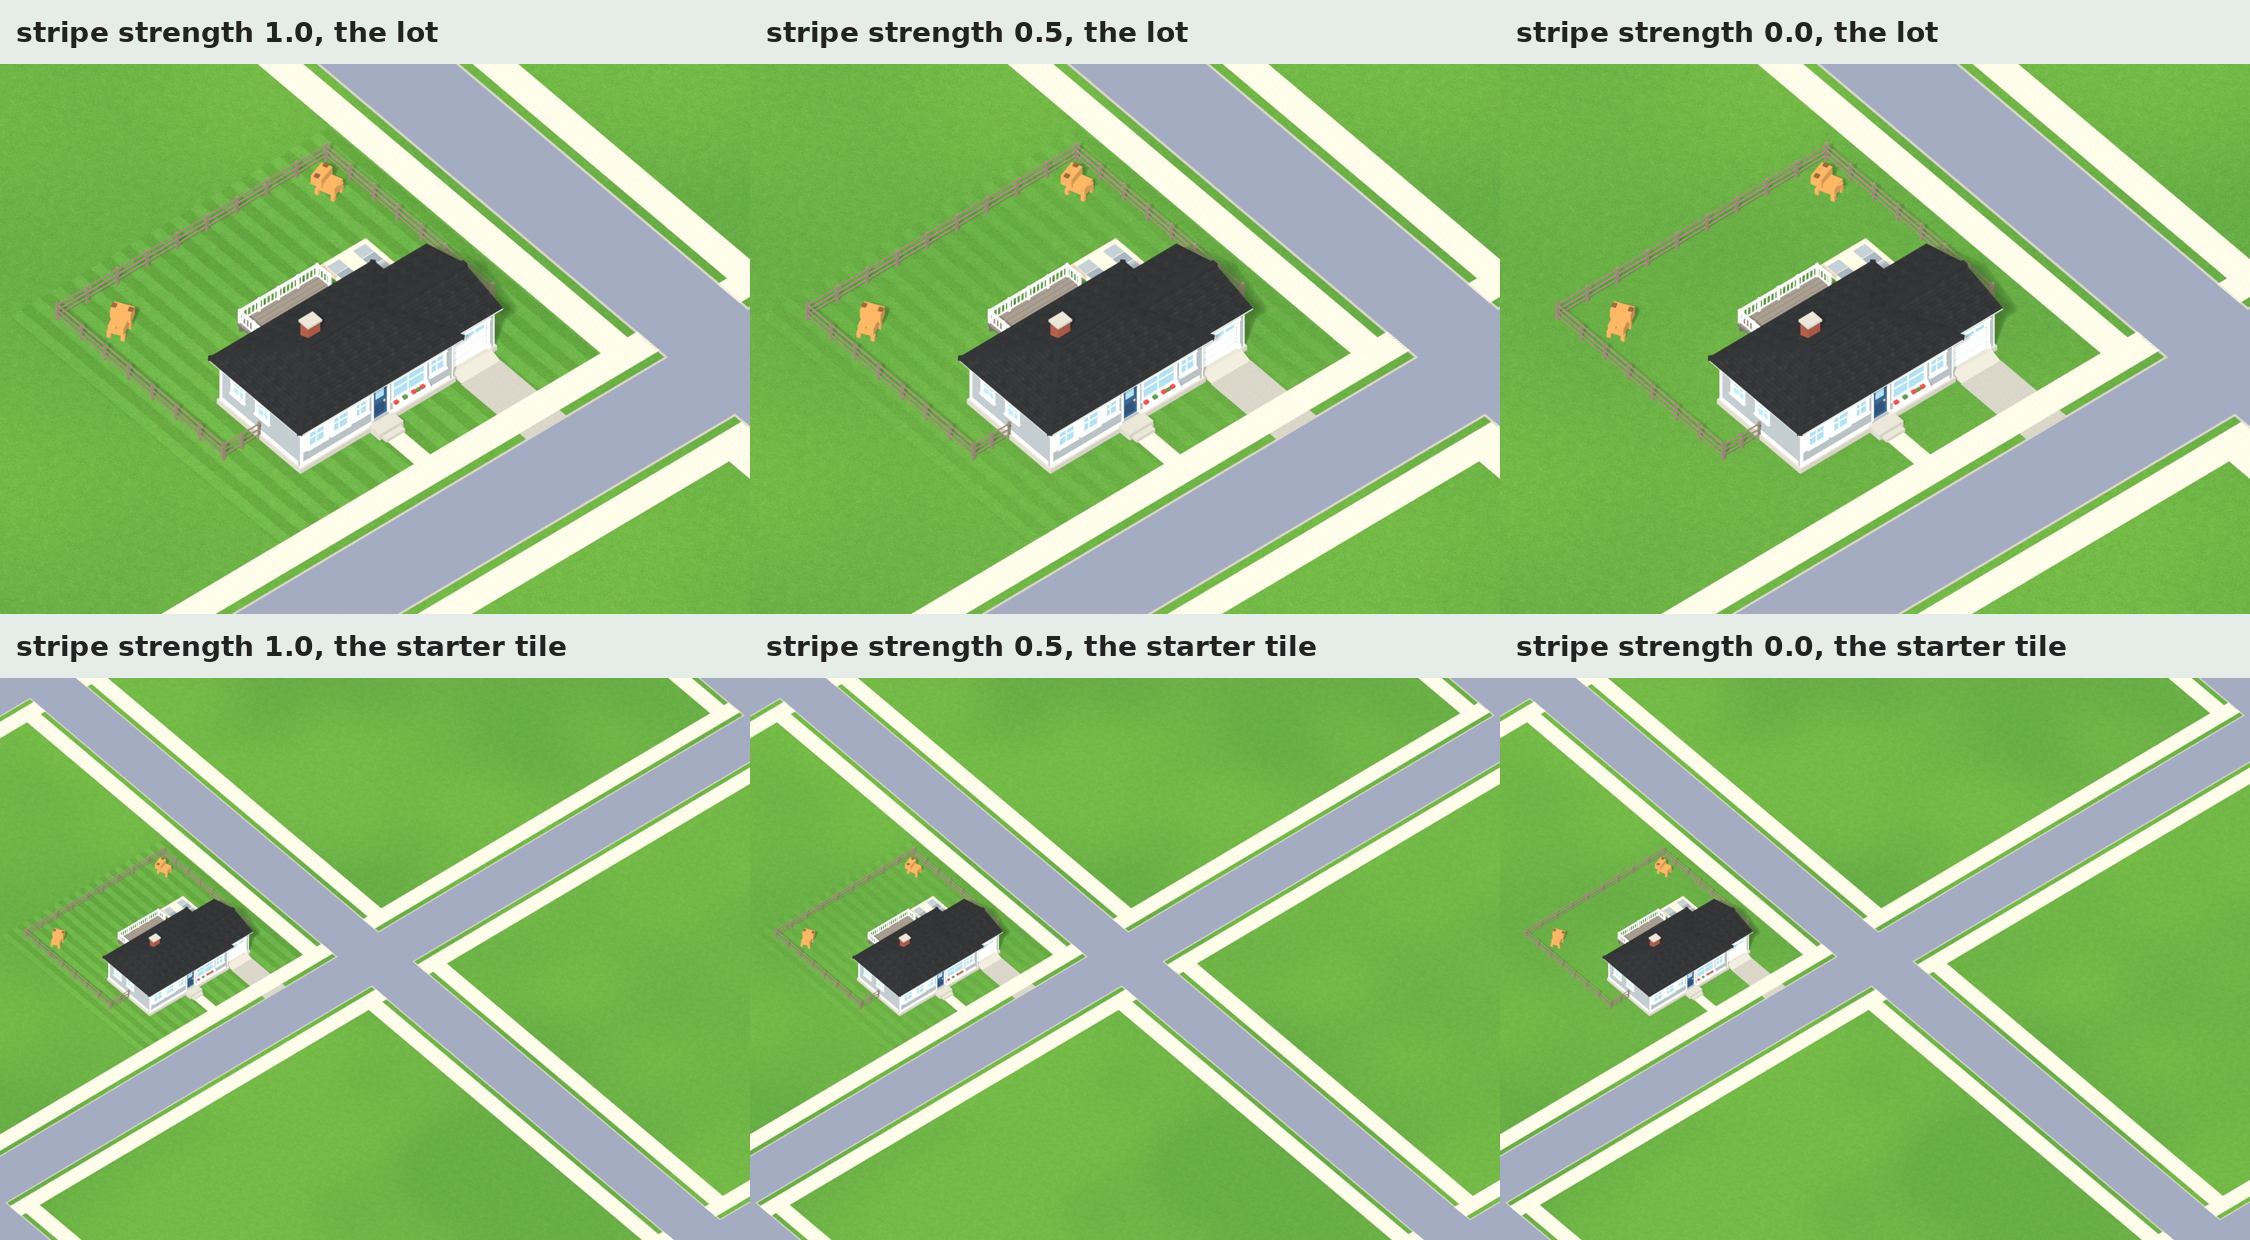 stripe strength 1.0, the lot
stripe strength 0.5, the lot
stripe strength 0.0, the lot
stripe strength 1.0, the starter tile
stripe strength 0.5, the starter tile
stripe strength 0.0, the starter tile